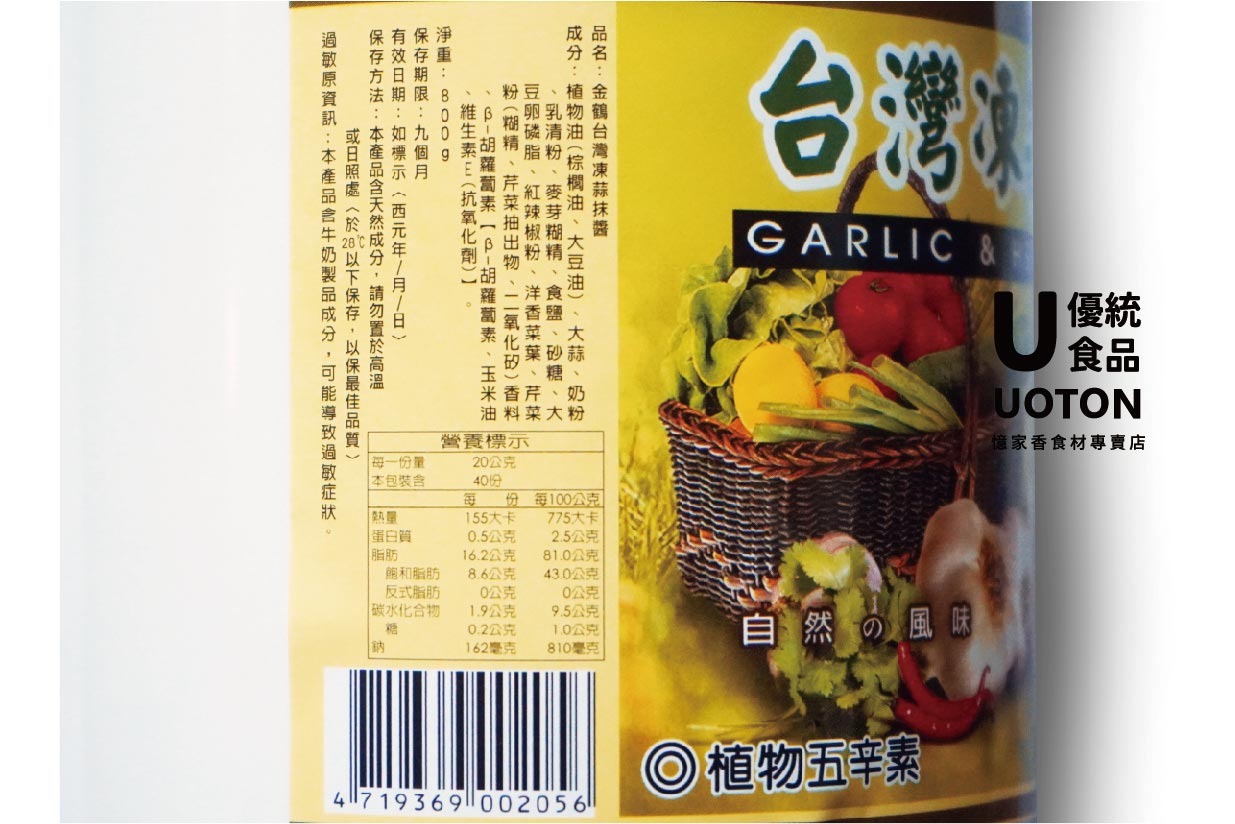 品名：金鶴台灣凍蒜抹醬
成分：植物油（棕櫚油、大豆油）、大蒜、奶粉
、乳清粉、麥芽糊精、食鹽、砂糖、大
豆卵磷脂、紅辣椒粉、洋香菜葉、芹菜
粉（糊精、芹菜抽出物、二氧化矽）香料
、β-胡蘿蔔素【β-胡蘿蔔素、玉米油
、維生素E（抗氧化劑）】。
淨重：800g
保存期限：九個月
有效日期：如標示（西元年/月/日）
保存方法：本產品含天然成分，請勿置於高溫
或日照處（於28℃以下保存，以保最佳品質）
過敏原資訊：本產品含牛奶製品成分，可能導致過敏症狀。
營養標示
每一份量 20公克
本包裝含 40份
每 份 每100公克
熱量 155大卡 775大卡
蛋白質 0.5公克 2.5公克
脂肪 16.2公克 81.0公克
飽和脂肪 8.6公克 43.0公克
反式脂肪 0公克 0公克
碳水化合物 1.9公克 9.5公克
糖 0.2公克 1.0公克
鈉 162毫克 810毫克
4 719369 002056
台灣凍
GARLIC &
自然の風味
植物五辛素
U 優統
食品
UOTON
憶家香食材專賣店